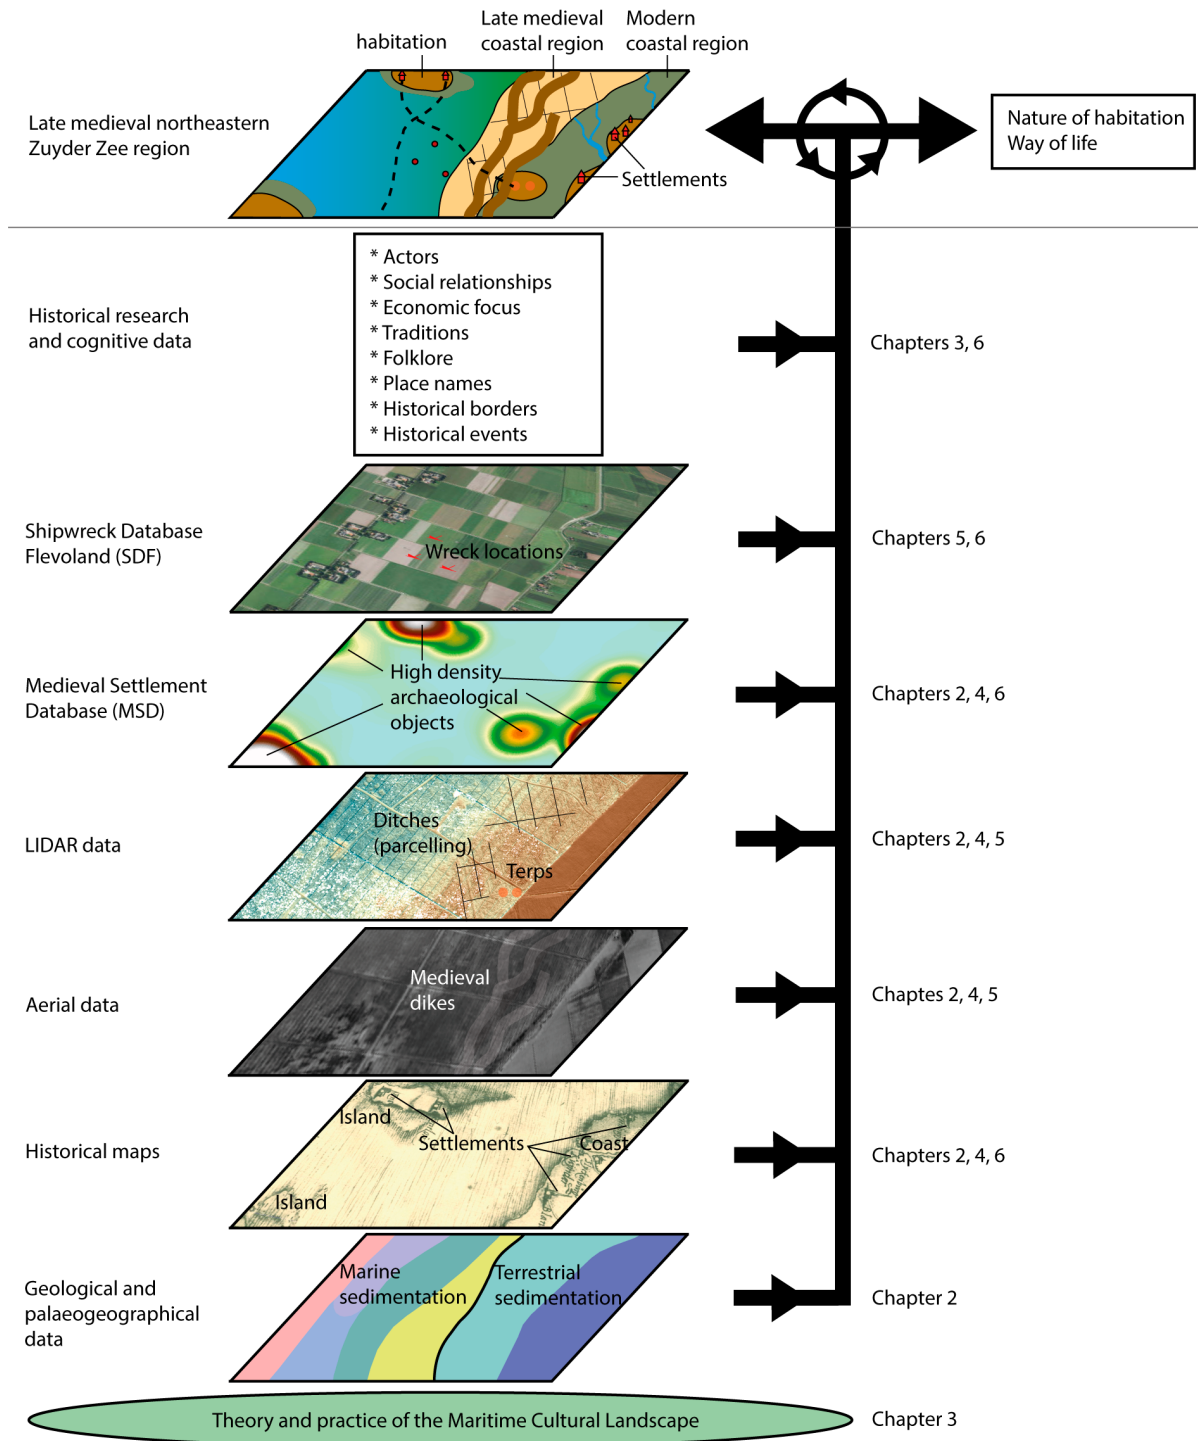 habitation
Late medieval
coastal region
Modern
coastal region
Late medieval northeastern
Zuyder Zee region
Settlements
Nature of habitation
Way of life
Historical research
and cognitive data
* Actors
* Social relationships
* Economic focus
* Traditions
* Folklore
* Place names
* Historical borders
* Historical events
Chapters 3, 6
Shipwreck Database
Flevoland (SDF)
Wreck locations
Chapters 5, 6
Medieval Settlement
Database (MSD)
High density
archaeological
objects
Chapters 2, 4, 6
LIDAR data
Ditches
(parcelling)
Terps
Chapters 2, 4, 5
Aerial data
Medieval
dikes
Chaptes 2, 4, 5
Historical maps
Island
Settlements
Coast
Island
Chapters 2, 4, 6
Geological and
palaeogeographical
data
Marine
sedimentation
Terrestrial
sedimentation
Chapter 2
Theory and practice of the Maritime Cultural Landscape
Chapter 3